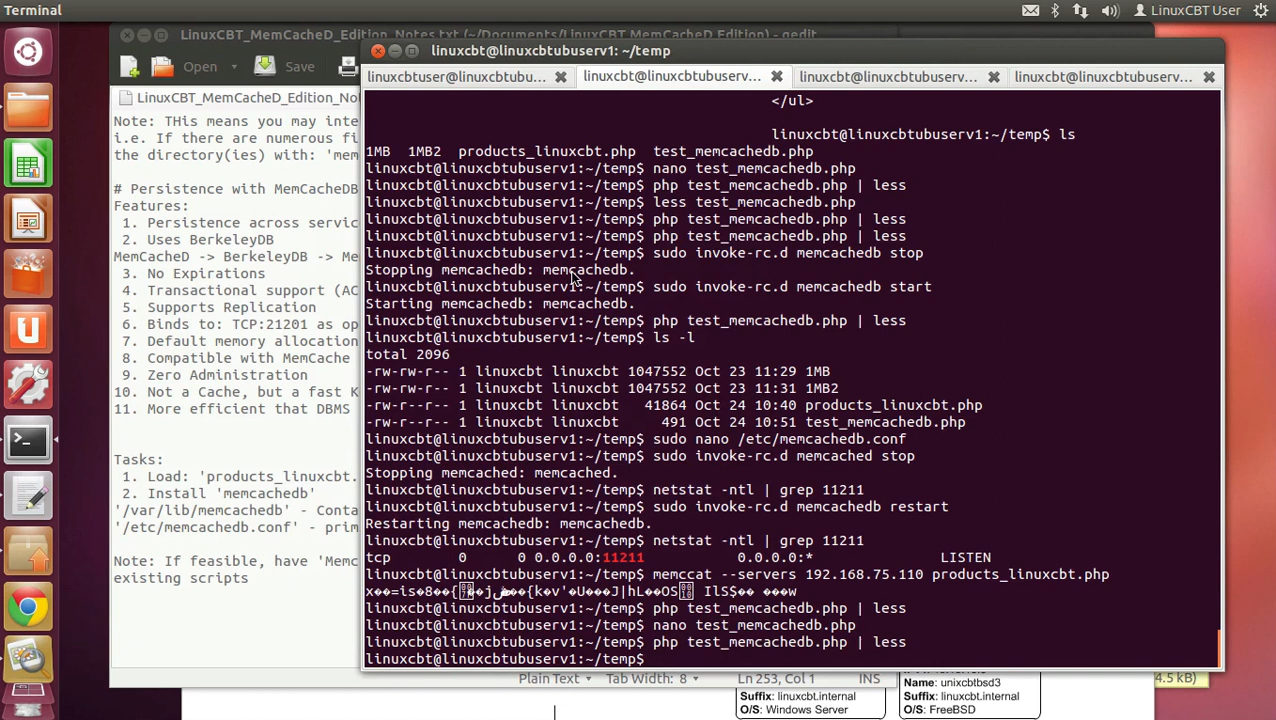 Terminal
LinuxCBT User
LinuxCBT_MemCacheD_Edition_Notes.txt (~/Documents/LinuxCBT_MemCacheD_Edition) - gedit
Open
Save
LinuxCBT_MemCacheD_Edition_No
Note: THis means you may inte
i.e. If there are numerous fi
the directory(ies) with: 'mem
# Persistence with MemCacheDB
Features:
1. Persistence across servic
2. Uses BerkeleyDB
MemCacheD -> BerkeleyDB -> Me
3. No Expirations
4. Transactional support (AC
5. Supports Replication
6. Binds to: TCP:21201 as op
7. Default memory allocation
8. Compatible with MemCache
9. Zero Administration
10. Not a Cache, but a fast K
11. More efficient that DBMS
Tasks:
1. Load: 'products_linuxcbt.
2. Install 'memcachedb'
'/var/lib/memcachedb' - Conta
'/etc/memcachedb.conf' - prim
Note: If feasible, have 'Memc
existing scripts
linuxcbt@linuxcbtubuserv1: ~/temp
linuxcbtuser@linuxcbtubu...
linuxcbt@linuxcbtubuserv...
linuxcbt@linuxcbtubuserv...
linuxcbt@linuxcbtubuserv...
</ul>
linuxcbt@linuxcbtubuserv1:~/temp$ ls
1MB 1MB2 products_linuxcbt.php test_memcachedb.php
linuxcbt@linuxcbtubuserv1:~/temp$ nano test_memcachedb.php
linuxcbt@linuxcbtubuserv1:~/temp$ php test_memcachedb.php | less
linuxcbt@linuxcbtubuserv1:~/temp$ less test_memcachedb.php
linuxcbt@linuxcbtubuserv1:~/temp$ php test_memcachedb.php | less
linuxcbt@linuxcbtubuserv1:~/temp$ php test_memcachedb.php | less
linuxcbt@linuxcbtubuserv1:~/temp$ sudo invoke-rc.d memcachedb stop
Stopping memcachedb: memcachedb.
linuxcbt@linuxcbtubuserv1:~/temp$ sudo invoke-rc.d memcachedb start
Starting memcachedb: memcachedb.
linuxcbt@linuxcbtubuserv1:~/temp$ php test_memcachedb.php | less
linuxcbt@linuxcbtubuserv1:~/temp$ ls -l
total 2096
-rw-rw-r-- 1 linuxcbt linuxcbt 1047552 Oct 23 11:29 1MB
-rw-rw-r-- 1 linuxcbt linuxcbt 1047552 Oct 23 11:31 1MB2
-rw-r--r-- 1 linuxcbt linuxcbt 41864 Oct 24 10:40 products_linuxcbt.php
-rw-r--r-- 1 linuxcbt linuxcbt 491 Oct 24 10:51 test_memcachedb.php
linuxcbt@linuxcbtubuserv1:~/temp$ sudo nano /etc/memcachedb.conf
linuxcbt@linuxcbtubuserv1:~/temp$ sudo invoke-rc.d memcached stop
Stopping memcached: memcached.
linuxcbt@linuxcbtubuserv1:~/temp$ netstat -ntl | grep 11211
linuxcbt@linuxcbtubuserv1:~/temp$ sudo invoke-rc.d memcachedb restart
Restarting memcachedb: memcachedb.
linuxcbt@linuxcbtubuserv1:~/temp$ netstat -ntl | grep 11211
tcp 0 0 0.0.0.0:11211 0.0.0.0:* LISTEN
linuxcbt@linuxcbtubuserv1:~/temp$ memccat --servers 192.168.75.110 products_linuxcbt.php
linuxcbt@linuxcbtubuserv1:~/temp$ php test_memcachedb.php | less
linuxcbt@linuxcbtubuserv1:~/temp$ nano test_memcachedb.php
linuxcbt@linuxcbtubuserv1:~/temp$ php test_memcachedb.php | less
linuxcbt@linuxcbtubuserv1:~/temp$
Plain Text
Tab Width: 8
Ln 253, Col 1
INS
4.5 kB)
Suffix: linuxcbt.internal
O/S: Windows Server
Name: unixcbtbsd3
Suffix: linuxcbt.internal
O/S: FreeBSD